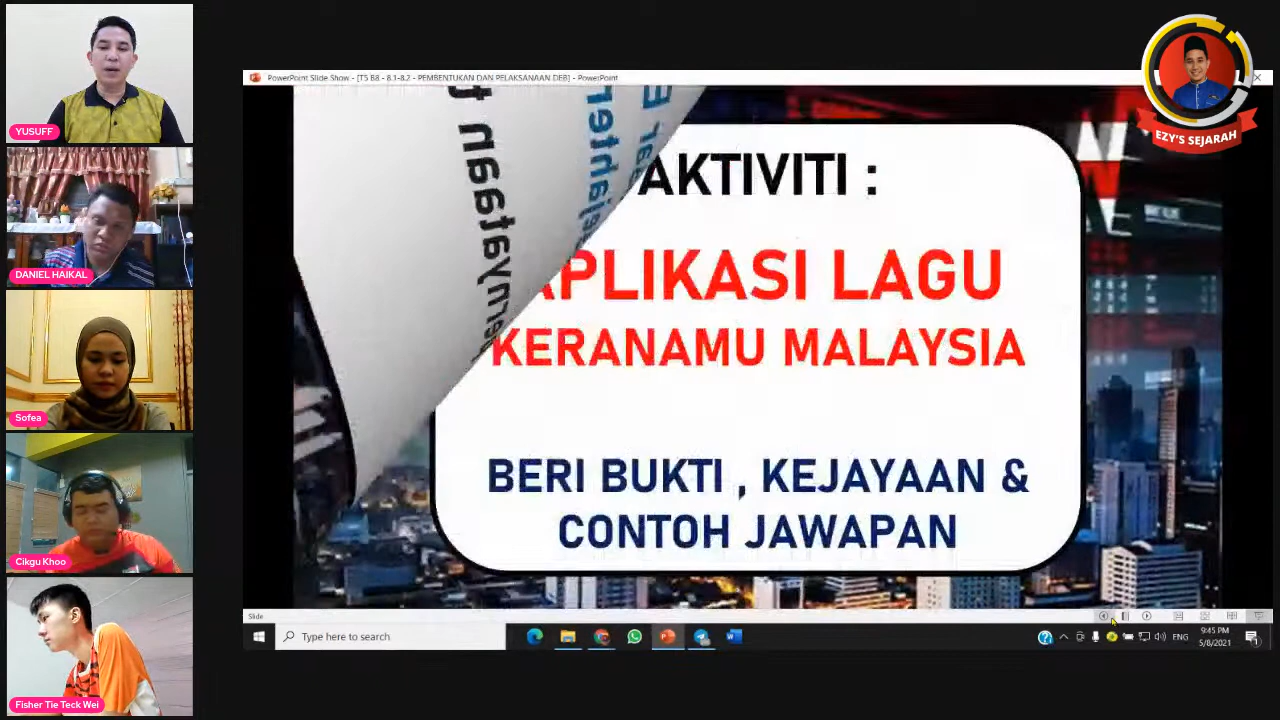 YUSUFF
DANIEL HAIKAL
Sofea
Cikgu Khoo
Fisher Tie Teck Wei
EZY'S SEJARAH
PowerPoint Slide Show - [T5 B8 - 8.1-8.2 - PEMBENTUKAN DAN PELAKSANAAN DEB] - PowerPoint
AKTIVITI :
APLIKASI LAGU
KERANAMU MALAYSIA
BERI BUKTI , KEJAYAAN &
CONTOH JAWAPAN
Slide
Type here to search
ENG
9:45 PM
5/8/2021